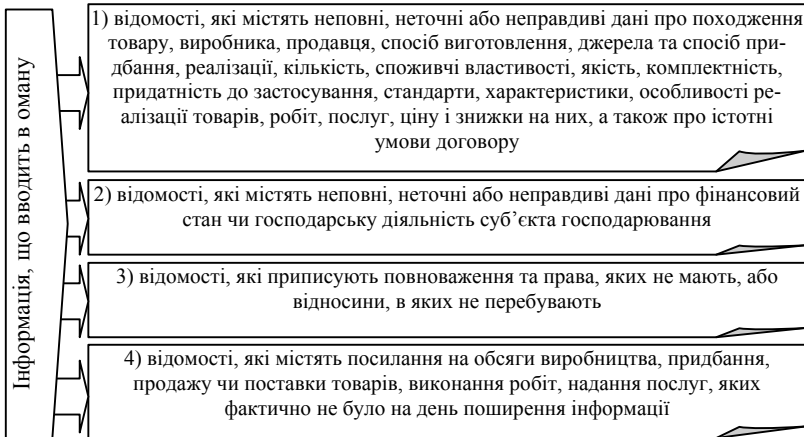 Інформація, що вводить в оману
1) відомості, які містять неповні, неточні або неправдиві дані про походження
товару, виробника, продавця, спосіб виготовлення, джерела та спосіб при-
дбання, реалізації, кількість, споживчі властивості, якість, комплектність,
придатність до застосування, стандарти, характеристики, особливості ре-
алізації товарів, робіт, послуг, ціну і знижки на них, а також про істотні
умови договору
2) відомості, які містять неповні, неточні або неправдиві дані про фінансовий
стан чи господарську діяльність суб’єкта господарювання
3) відомості, які приписують повноваження та права, яких не мають, або
відносини, в яких не перебувають
4) відомості, які містять посилання на обсяги виробництва, придбання,
продажу чи поставки товарів, виконання робіт, надання послуг, яких
фактично не було на день поширення інформації